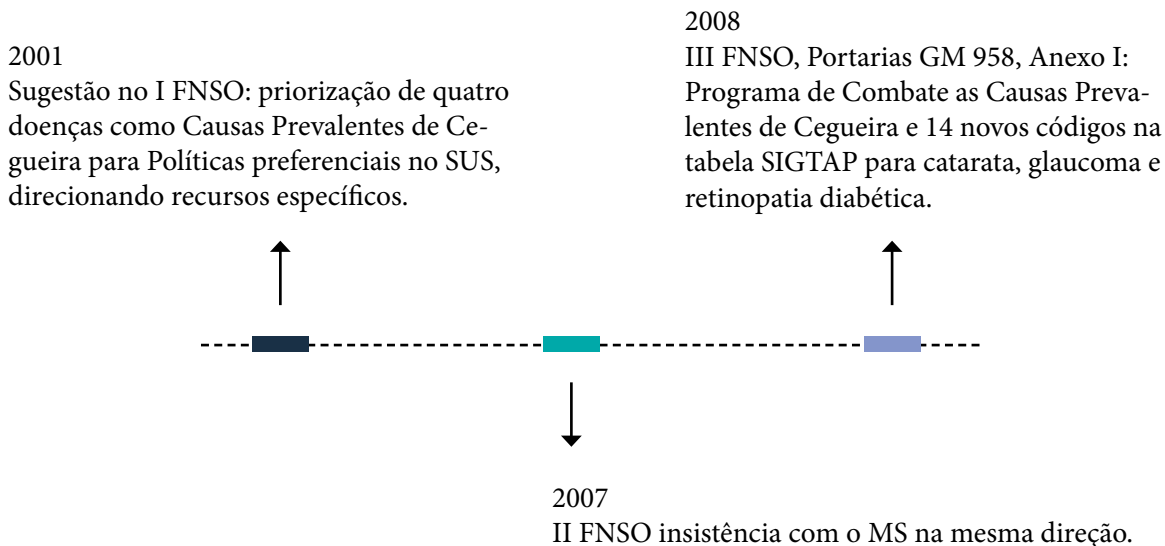 2001
Sugestão no I FNSO: priorização de quatro
doenças como Causas Prevalentes de Ce-
gueira para Políticas preferenciais no SUS,
direcionando recursos específicos.
2008
III FNSO, Portarias GM 958, Anexo I:
Programa de Combate as Causas Preva-
lentes de Cegueira e 14 novos códigos na
tabela SIGTAP para catarata, glaucoma e
retinopatia diabética.
2007
II FNSO insistência com o MS na mesma direção.